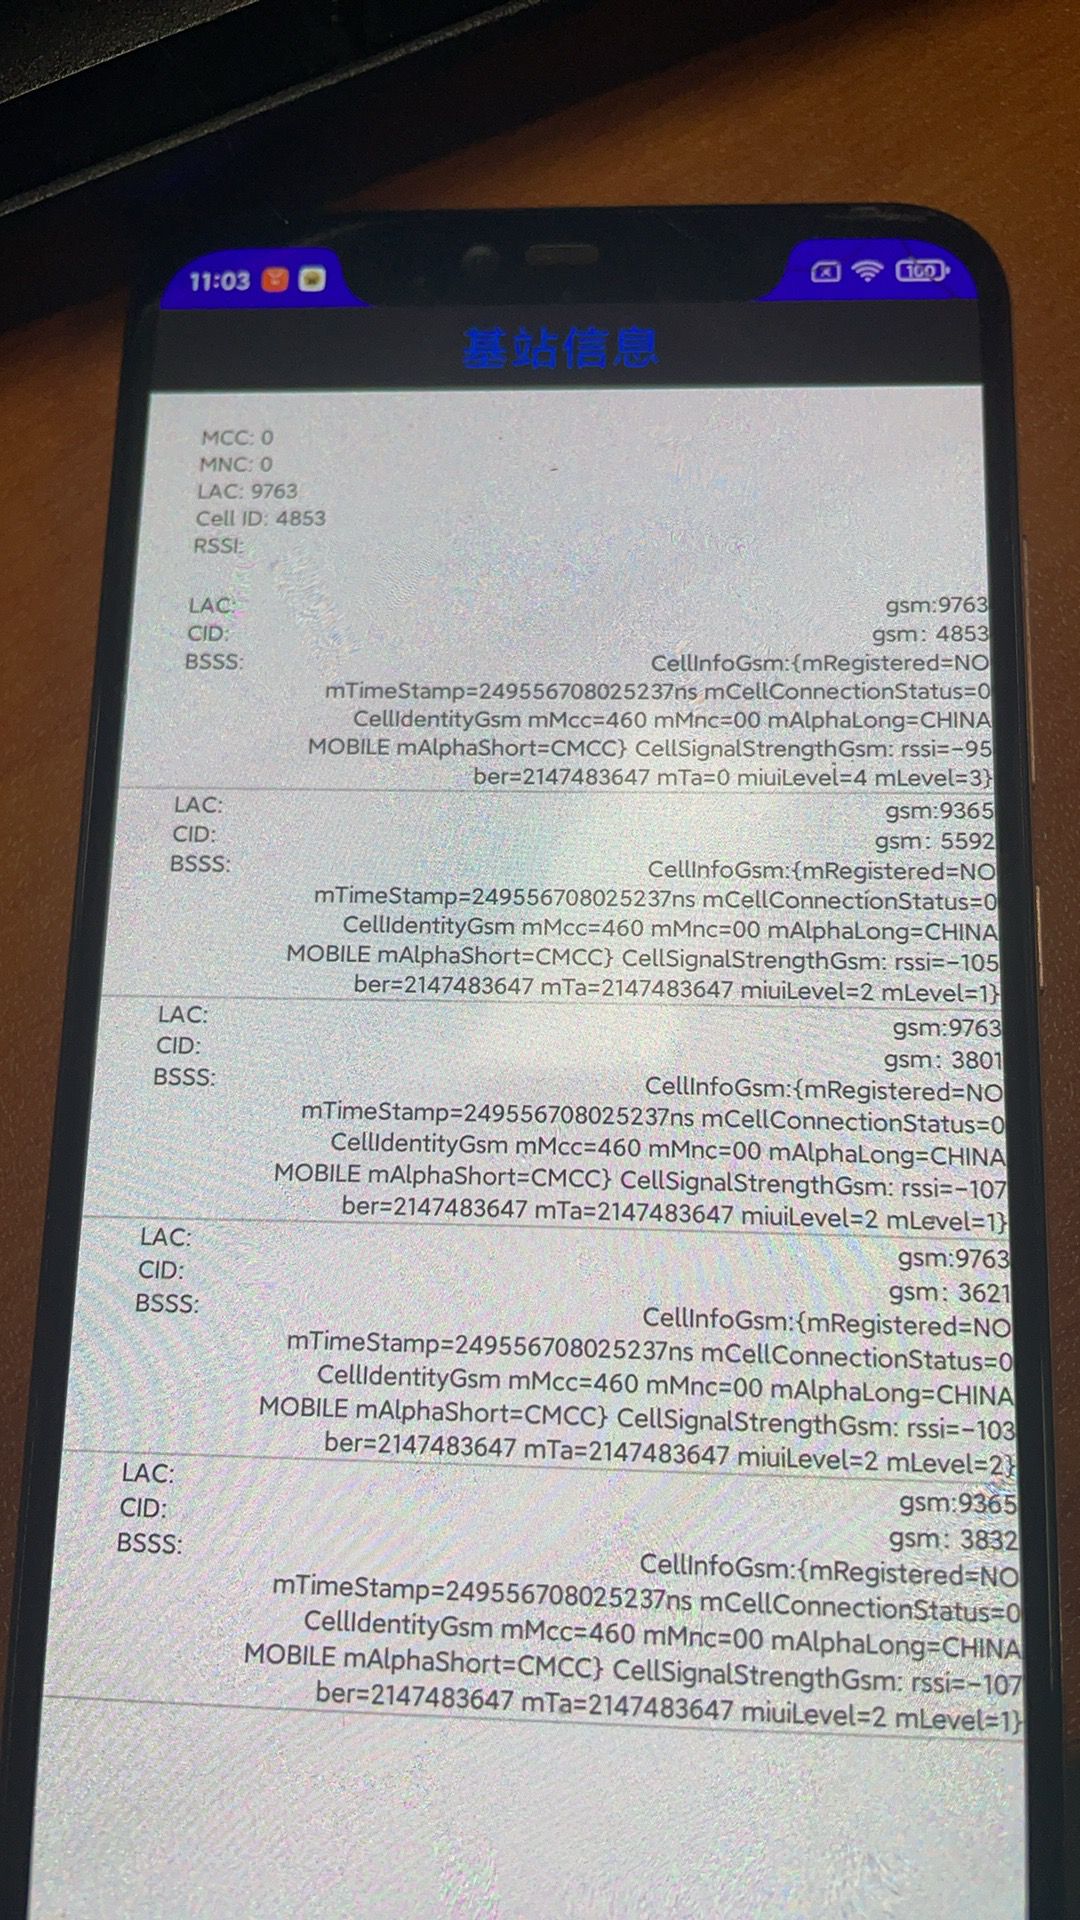 11:03
100
基站信息
MCC: 0
MNC: 0
LAC: 9763
Cell ID: 4853
RSSI:
LAC: gsm:9763
CID: gsm: 4853
BSSS: CellInfoGsm:{mRegistered=NO
mTimeStamp=249556708025237ns mCellConnectionStatus=0
CellIdentityGsm mMcc=460 mMnc=00 mAlphaLong=CHINA
MOBILE mAlphaShort=CMCC} CellSignalStrengthGsm: rssi=-95
ber=2147483647 mTa=0 miuiLevel=4 mLevel=3}
LAC: gsm:9365
CID: gsm: 5592
BSSS: CellInfoGsm:{mRegistered=NO
mTimeStamp=249556708025237ns mCellConnectionStatus=0
CellIdentityGsm mMcc=460 mMnc=00 mAlphaLong=CHINA
MOBILE mAlphaShort=CMCC} CellSignalStrengthGsm: rssi=-105
ber=2147483647 mTa=2147483647 miuiLevel=2 mLevel=1}
LAC: gsm:9763
CID: gsm: 3801
BSSS: CellInfoGsm:{mRegistered=NO
mTimeStamp=249556708025237ns mCellConnectionStatus=0
CellIdentityGsm mMcc=460 mMnc=00 mAlphaLong=CHINA
MOBILE mAlphaShort=CMCC} CellSignalStrengthGsm: rssi=-107
ber=2147483647 mTa=2147483647 miuiLevel=2 mLevel=1}
LAC: gsm:9763
CID: gsm: 3621
BSSS: CellInfoGsm:{mRegistered=NO
mTimeStamp=249556708025237ns mCellConnectionStatus=0
CellIdentityGsm mMcc=460 mMnc=00 mAlphaLong=CHINA
MOBILE mAlphaShort=CMCC} CellSignalStrengthGsm: rssi=-103
ber=2147483647 mTa=2147483647 miuiLevel=2 mLevel=2}
LAC: gsm:9365
CID: gsm: 3832
BSSS: CellInfoGsm:{mRegistered=NO
mTimeStamp=249556708025237ns mCellConnectionStatus=0
CellIdentityGsm mMcc=460 mMnc=00 mAlphaLong=CHINA
MOBILE mAlphaShort=CMCC} CellSignalStrengthGsm: rssi=-107
ber=2147483647 mTa=2147483647 miuiLevel=2 mLevel=1}